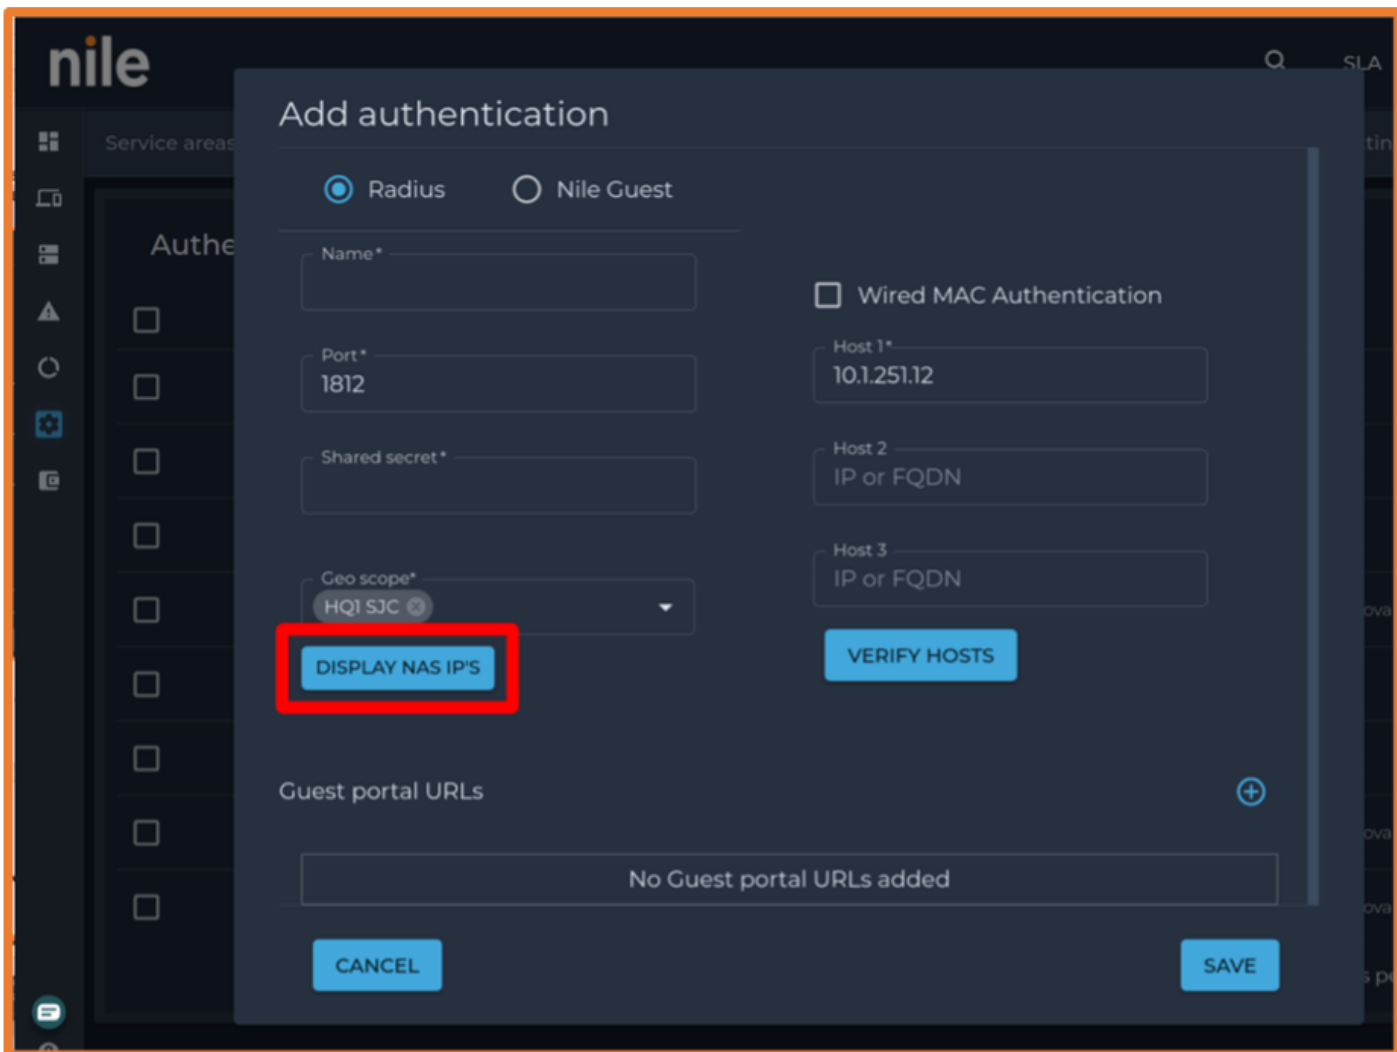 nile
SLA
Service areas
Add authentication
Radius
Nile Guest
Authe
Name*
Wired MAC Authentication
Port*
1812
Host 1*
10.1.251.12
Shared secret*
Host 2
IP or FQDN
Host 3
IP or FQDN
Geo scope*
HQ1 SJC
DISPLAY NAS IP'S
VERIFY HOSTS
Guest portal URLs
No Guest portal URLs added
CANCEL
SAVE